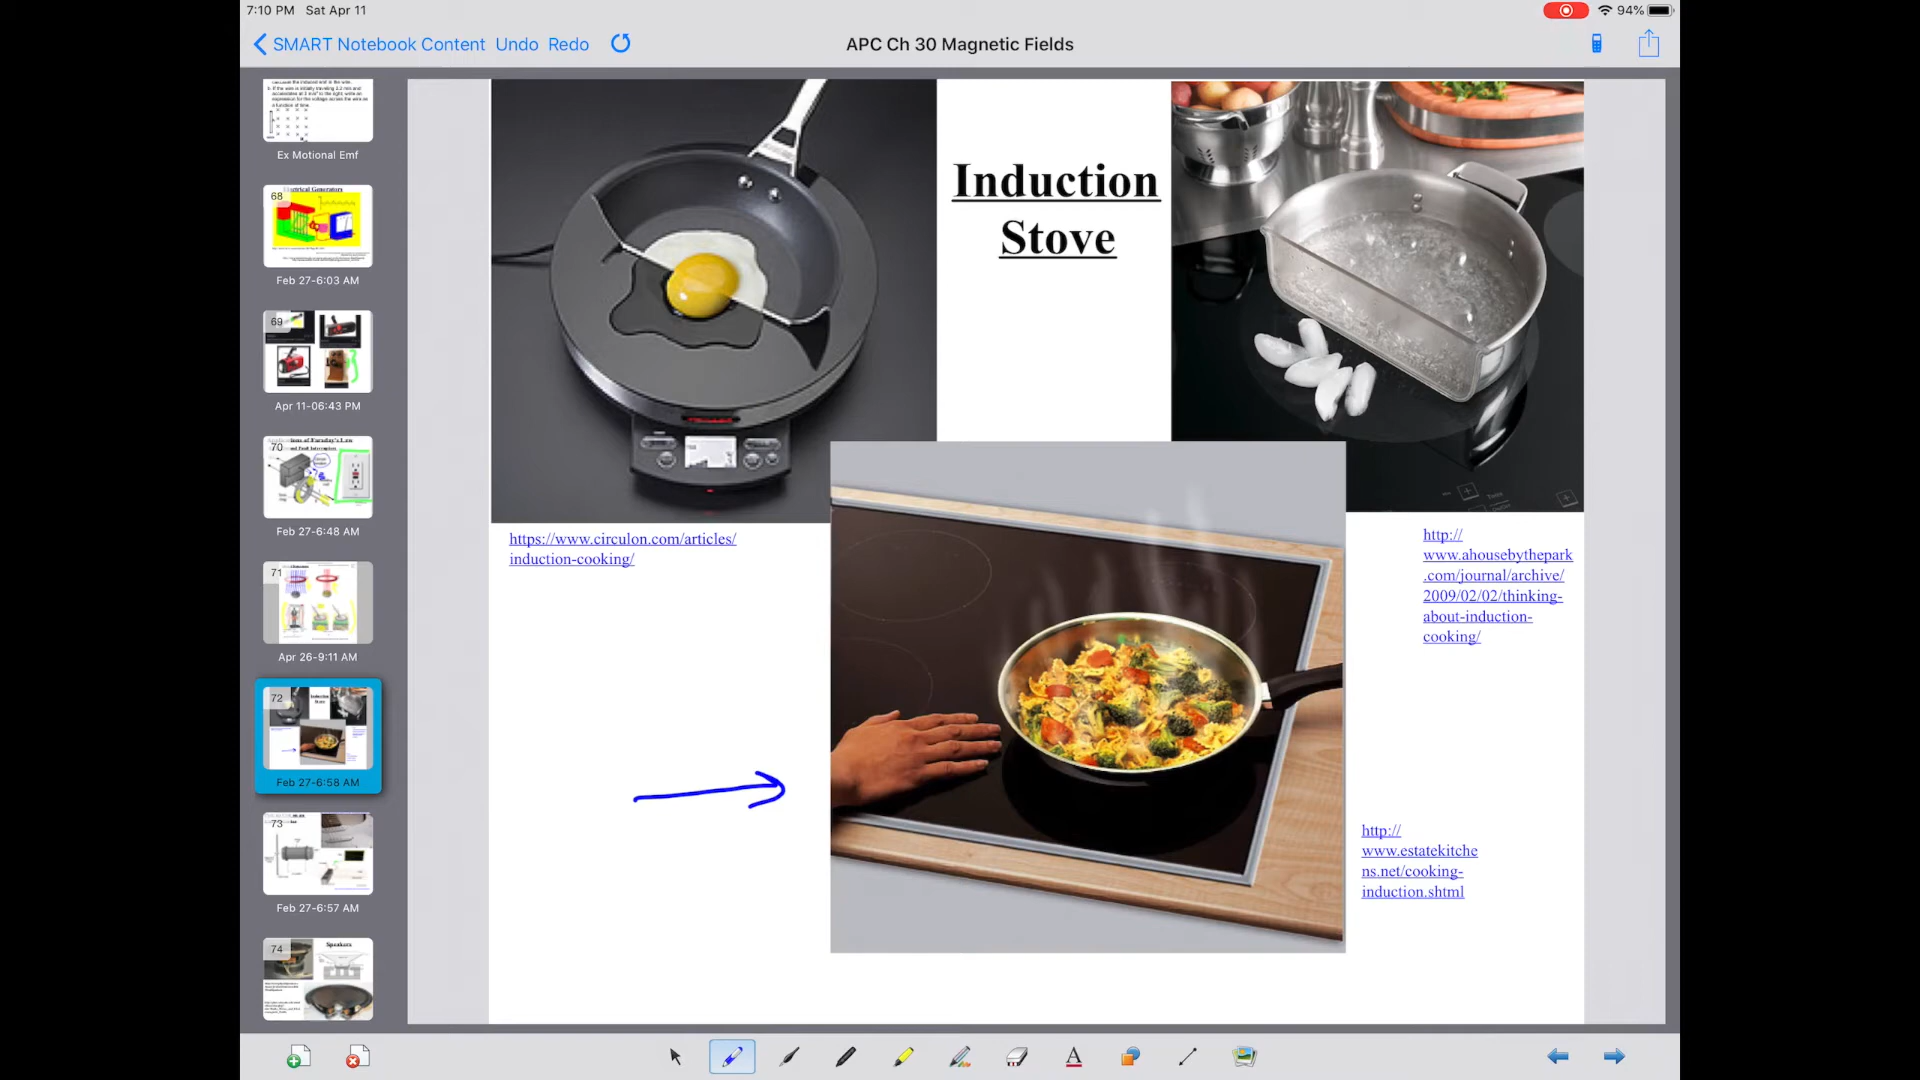 7:10 PM Sat Apr 11
94%
SMART Notebook Content Undo Redo
APC Ch 30 Magnetic Fields
Ex Motional Emf
68
Feb 27-6:03 AM
69
Apr 11-06:43 PM
70
Feb 27-6:48 AM
71
Apr 26-9:11 AM
72
Feb 27-6:58 AM
73
Feb 27-6:57 AM
74
Speakers
Induction
Stove
https://www.circulon.com/articles/
induction-cooking/
http://
www.ahousebythepark
.com/journal/archive/
2009/02/02/thinking-
about-induction-
cooking/
http://
www.estatekitche
ns.net/cooking-
induction.shtml